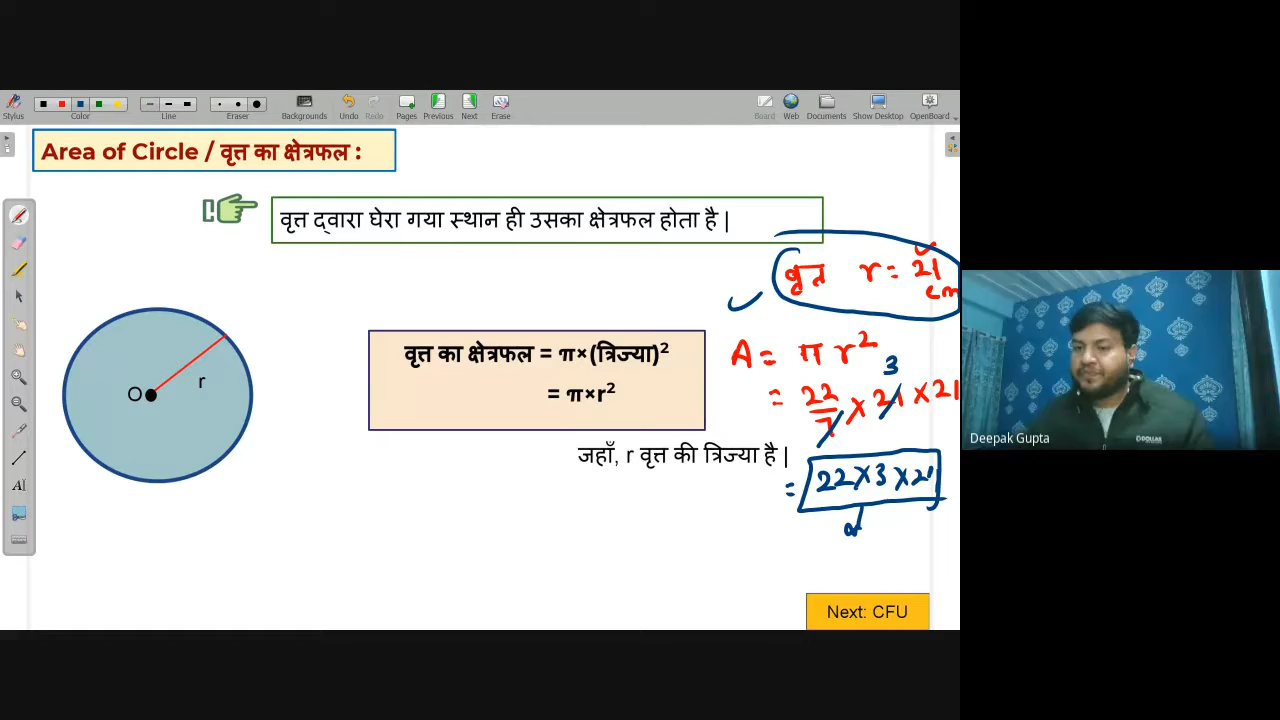 Stylus
Color
Line
Eraser
Backgrounds
Undo
Redo
Pages
Previous
Next
Erase
Board
Web
Documents
Show Desktop
OpenBoard
Area of Circle / वृत्त का क्षेत्रफल :
वृत्त द्वारा घेरा गया स्थान ही उसका क्षेत्रफल होता है |
वृत्त r = 21
cm
वृत्त का क्षेत्रफल = π×(त्रिज्या)²
= π×r²
A = π r²
3
= 22/7 × 21 × 21
O
r
जहाँ, r वृत्त की त्रिज्या है |
= 22×3×21
Deepak Gupta
DOLLAR
Next: CFU